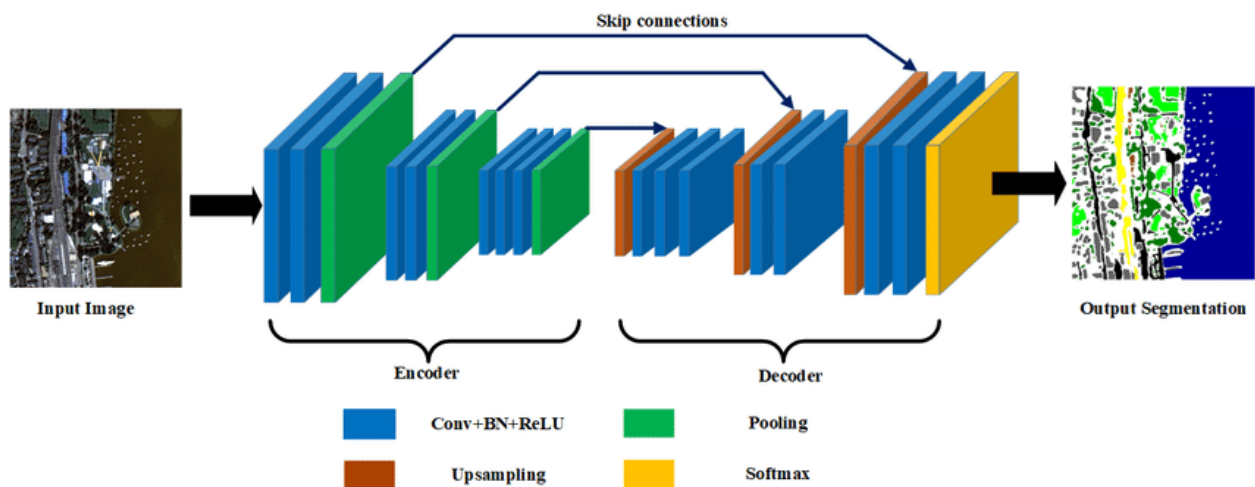 Skip connections
Input Image
Output Segmentation
Encoder
Decoder
Conv+BN+ReLU
Pooling
Upsampling
Softmax